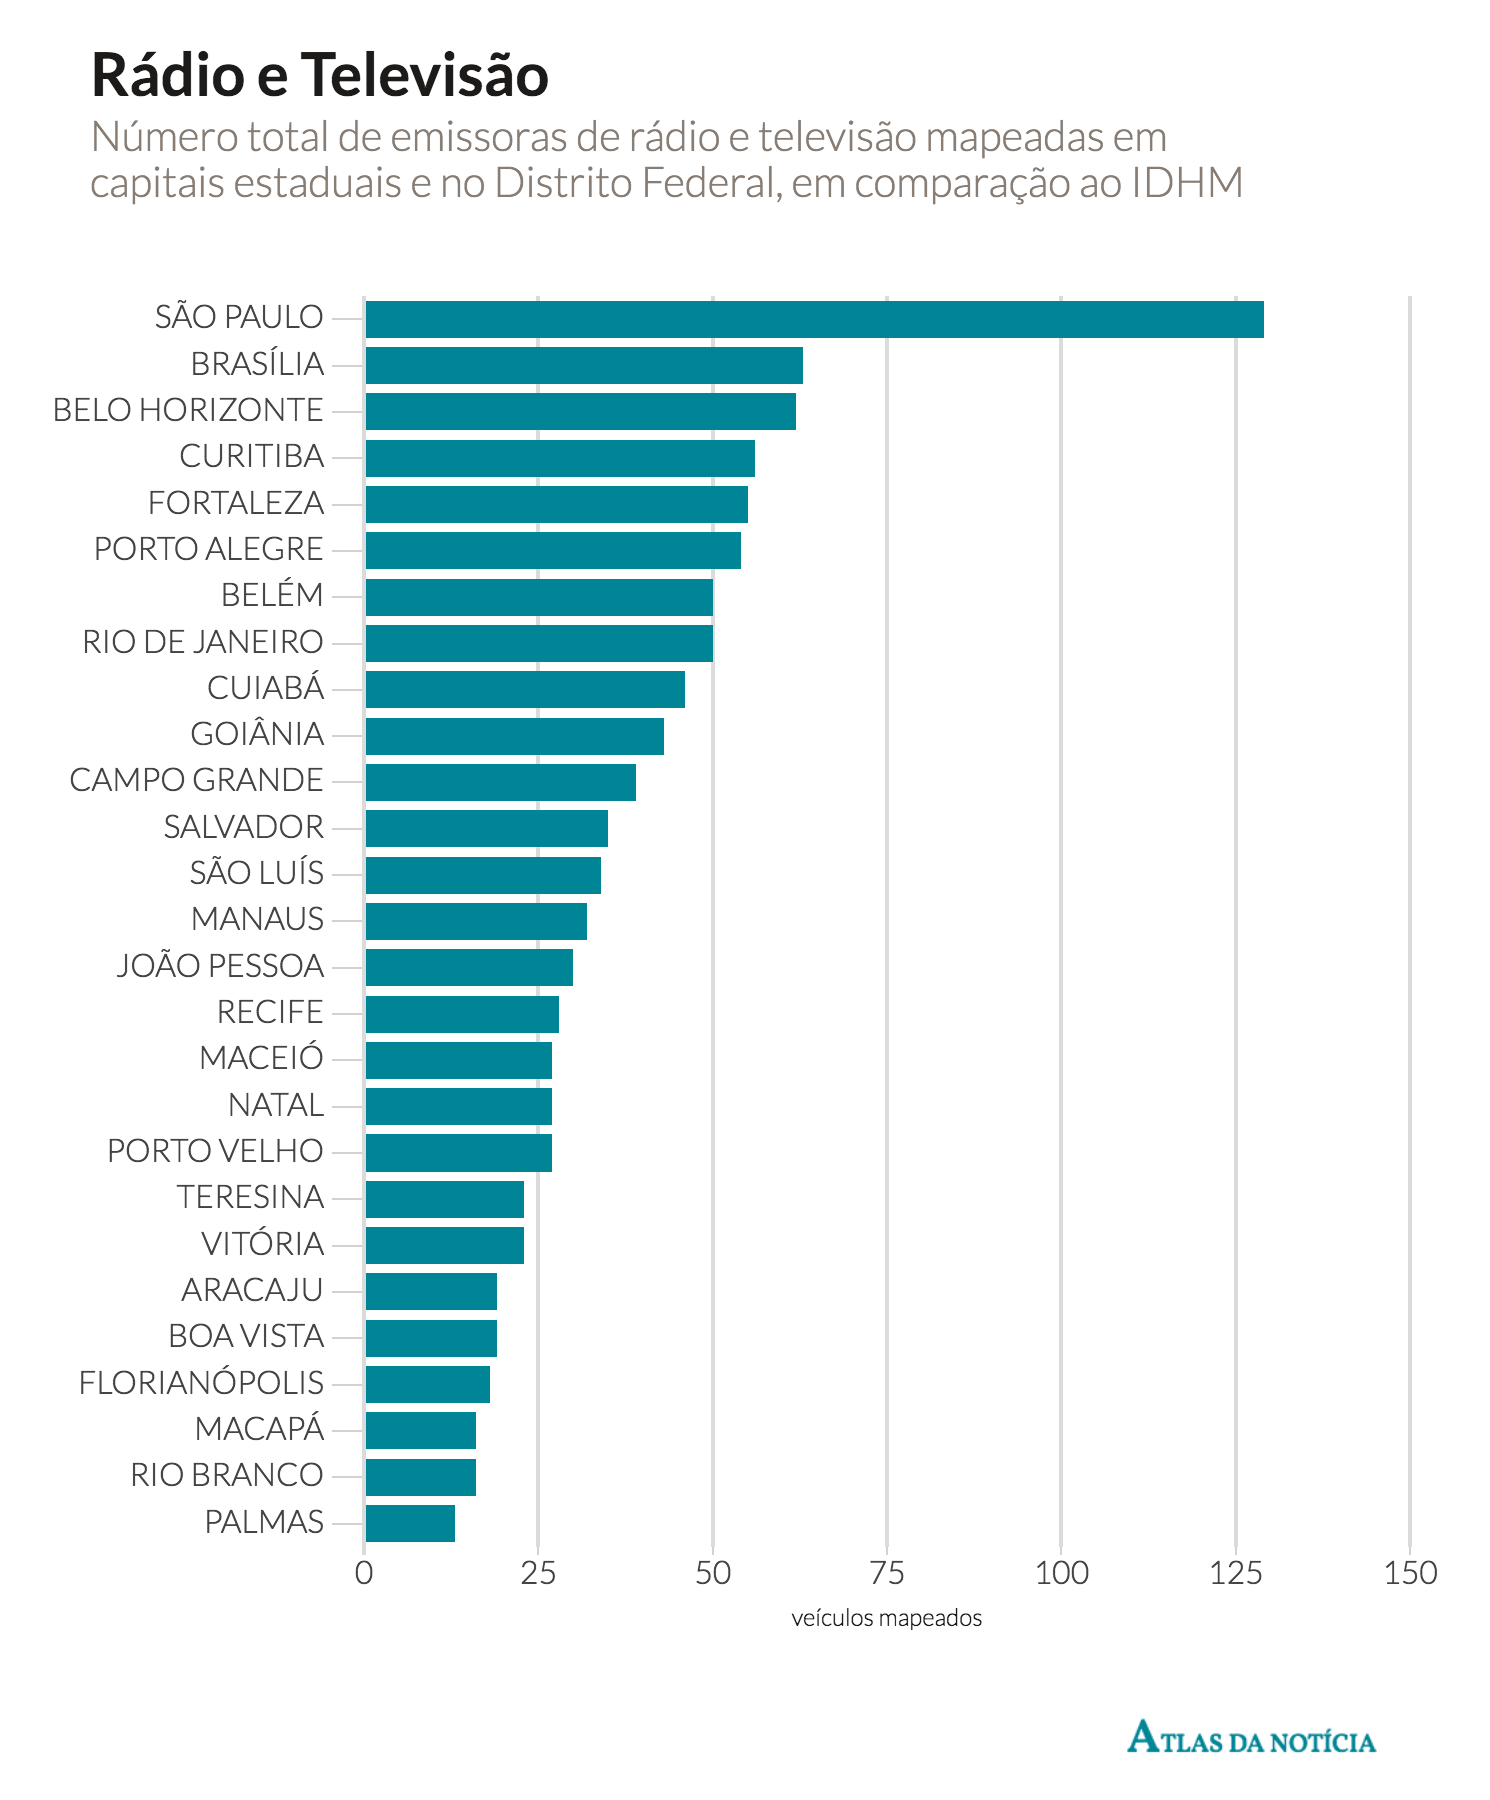 Rádio e Televisão
Número total de emissoras de rádio e televisão mapeadas em
capitais estaduais e no Distrito Federal, em comparação ao IDHM
SÃO PAULO
BRASÍLIA
BELO HORIZONTE
CURITIBA
FORTALEZA
PORTO ALEGRE
BELÉM
RIO DE JANEIRO
CUIABÁ
GOIÂNIA
CAMPO GRANDE
SALVADOR
SÃO LUÍS
MANAUS
JOÃO PESSOA
RECIFE
MACEIÓ
NATAL
PORTO VELHO
TERESINA
VITÓRIA
ARACAJU
BOA VISTA
FLORIANÓPOLIS
MACAPÁ
RIO BRANCO
PALMAS
0 25 50 75 100 125 150
veículos mapeados
ATLAS DA NOTÍCIA